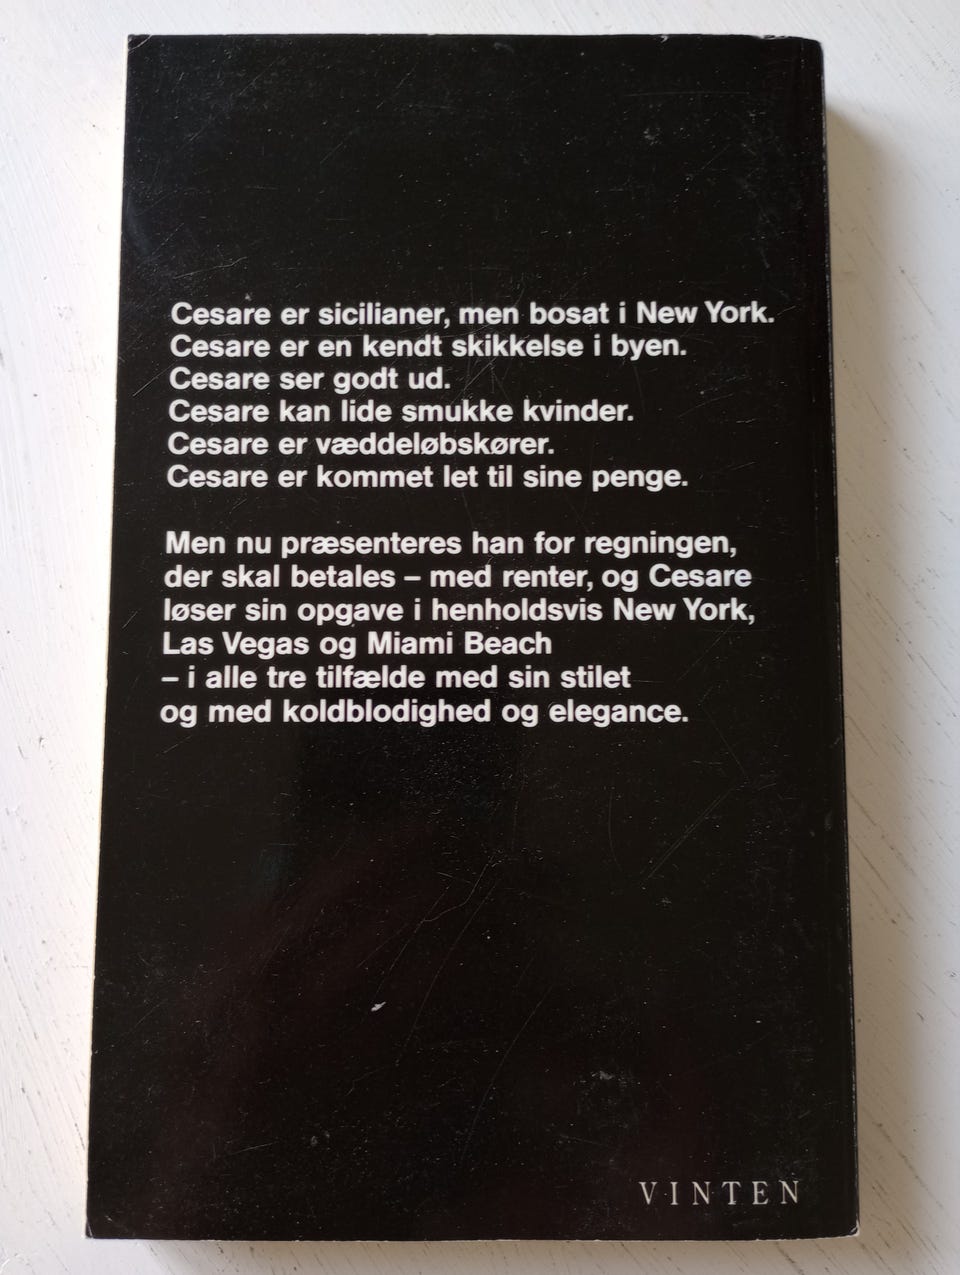 Cesare er sicilianer, men bosat i New York.
Cesare er en kendt skikkelse i byen.
Cesare ser godt ud.
Cesare kan lide smukke kvinder.
Cesare er væddeløbskører.
Cesare er kommet let til sine penge.
Men nu præsenteres han for regningen,
der skal betales – med renter, og Cesare
løser sin opgave i henholdsvis New York,
Las Vegas og Miami Beach
– i alle tre tilfælde med sin stilet
og med koldblodighed og elegance.
VINTEN